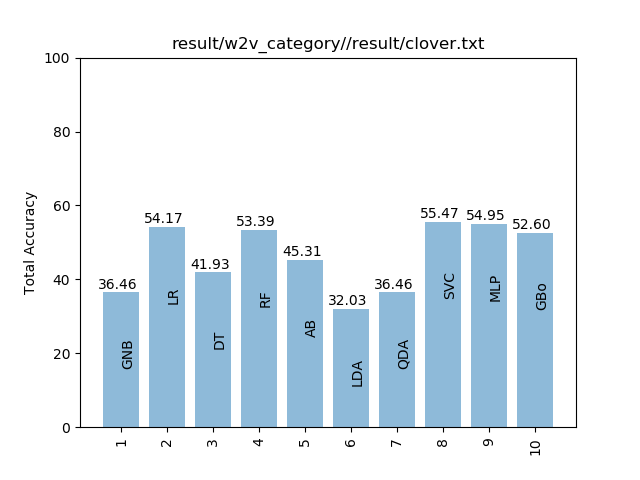 result/w2v_category//result/clover.txt
Total Accuracy
100
80
60
40
20
0
36.46
54.17
41.93
53.39
45.31
32.03
36.46
55.47
54.95
52.60
GNB
LR
DT
RF
AB
LDA
QDA
SVC
MLP
GBo
1
2
3
4
5
6
7
8
9
10